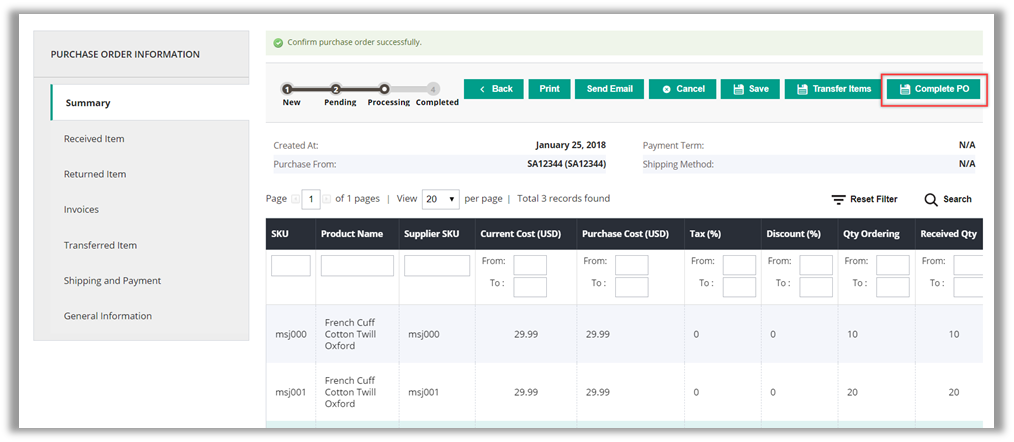 PURCHASE ORDER INFORMATION
Summary
Received Item
Returned Item
Invoices
Transferred Item
Shipping and Payment
General Information
Confirm purchase order successfully.
1 2 3 4
New Pending Processing Completed
Back Print Send Email Cancel Save Transfer Items Complete PO
Created At: January 25, 2018 Payment Term: N/A
Purchase From: SA12344 (SA12344) Shipping Method: N/A
Page 1 of 1 pages | View 20 per page | Total 3 records found Reset Filter Search
SKU Product Name Supplier SKU Current Cost (USD) Purchase Cost (USD) Tax (%) Discount (%) Qty Ordering Received Qty
From: From: From: From: From: From:
To : To : To : To : To : To :
msj000 French Cuff Cotton Twill Oxford msj000 29.99 29.99 0 0 10 10
msj001 French Cuff Cotton Twill Oxford msj001 29.99 29.99 0 0 20 20